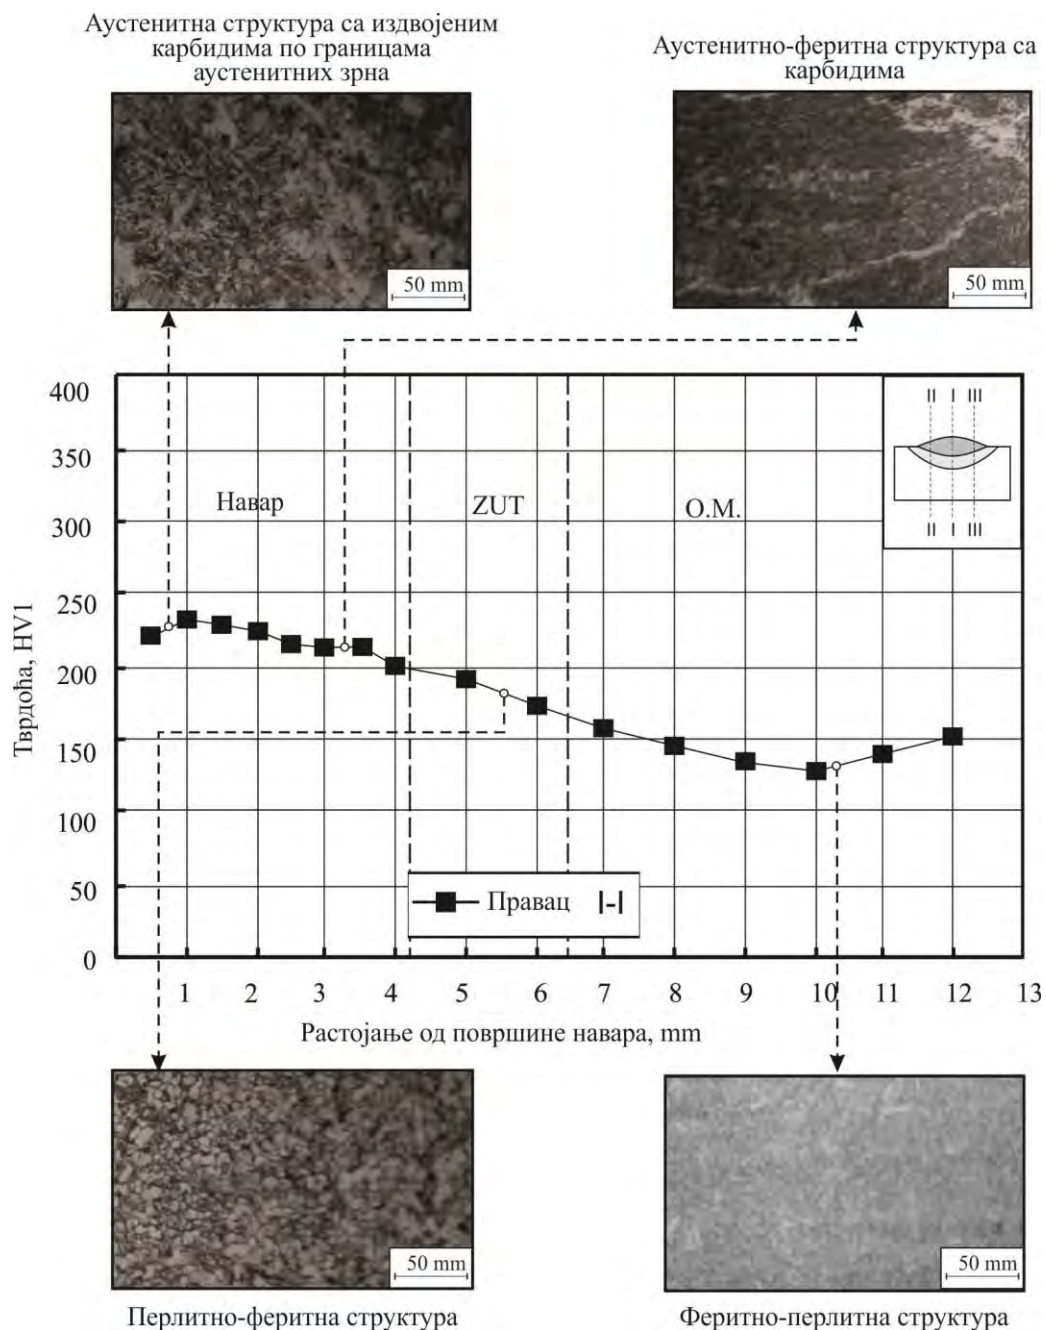 Аустенитна структура са издвојеним
карбидима по границама
аустенитних зрна
Аустенитно-феритна структура са
карбидима
50 mm
50 mm
400
350
300
250
200
150
100
50
0
Тврдоћа, HV1
Навар
ZUT
О.М.
II I III
II I III
Правац I-I
1 2 3 4 5 6 7 8 9 10 11 12 13
Растојање од површине навара, mm
50 mm
50 mm
Перлитно-феритна структура
Феритно-перлитна структура